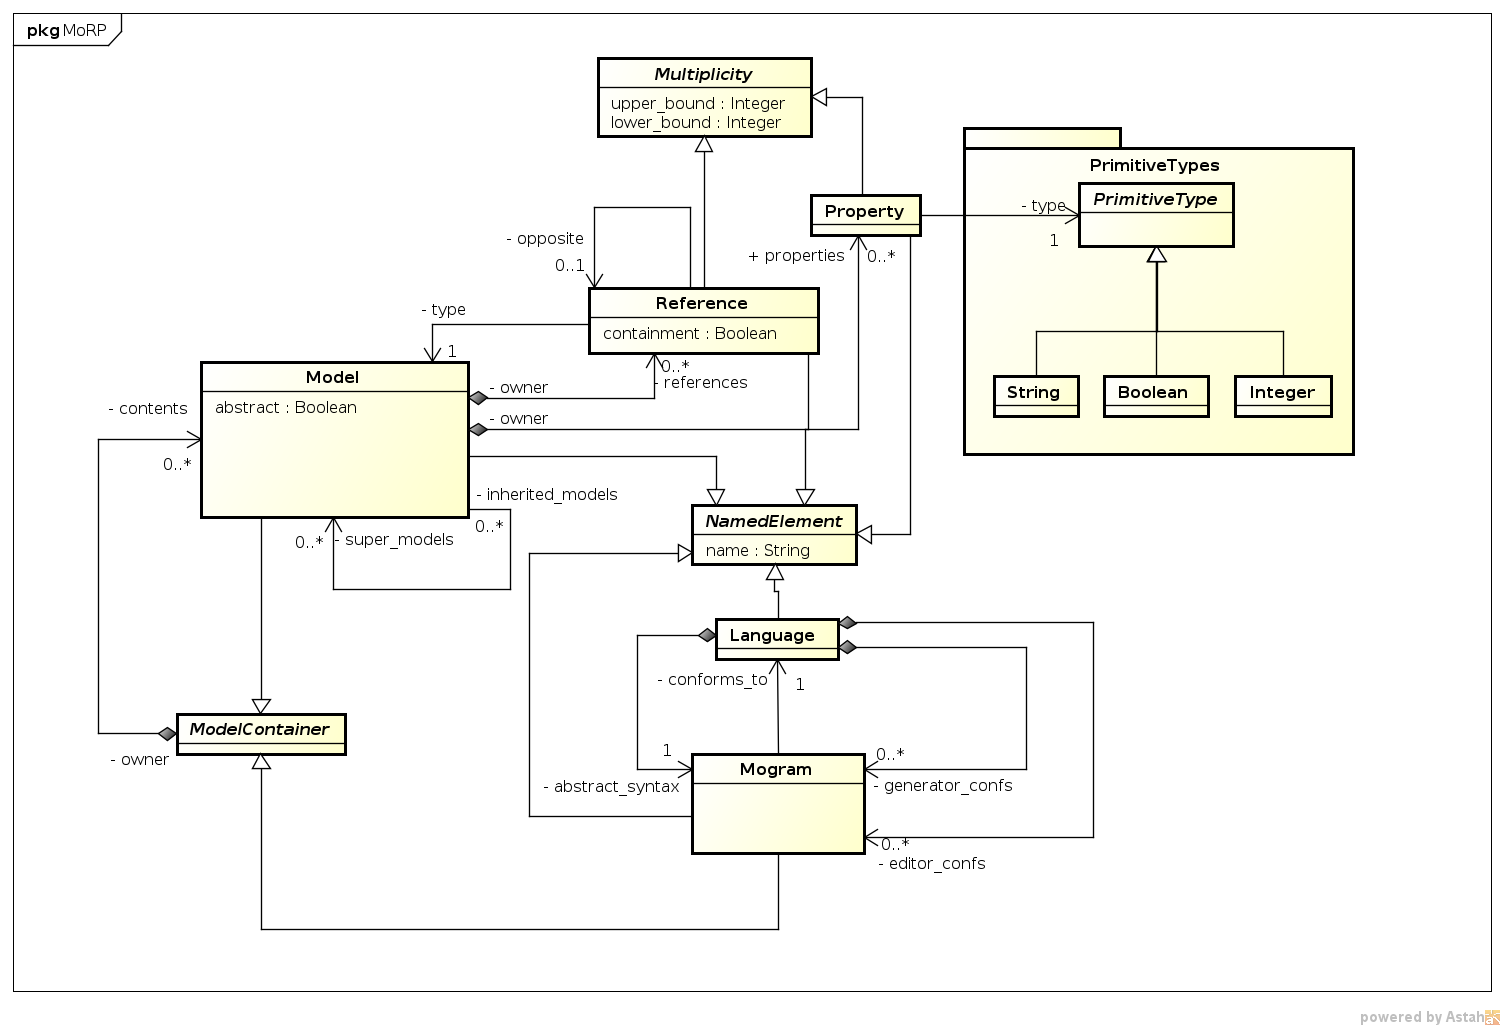 pkg MoRP
Multiplicity
upper_bound : Integer
lower_bound : Integer
PrimitiveTypes
PrimitiveType
- type
1
Property
+ properties
0..*
- opposite
0..1
Reference
containment : Boolean
- type
1
0..*
- references
Model
abstract : Boolean
- owner
- owner
String
Boolean
Integer
- contents
0..*
- inherited_models
0..*
0..*
- super_models
NamedElement
name : String
Language
- conforms_to
1
ModelContainer
- owner
1
- abstract_syntax
Mogram
0..*
- generator_confs
0..*
- editor_confs
powered by Astah